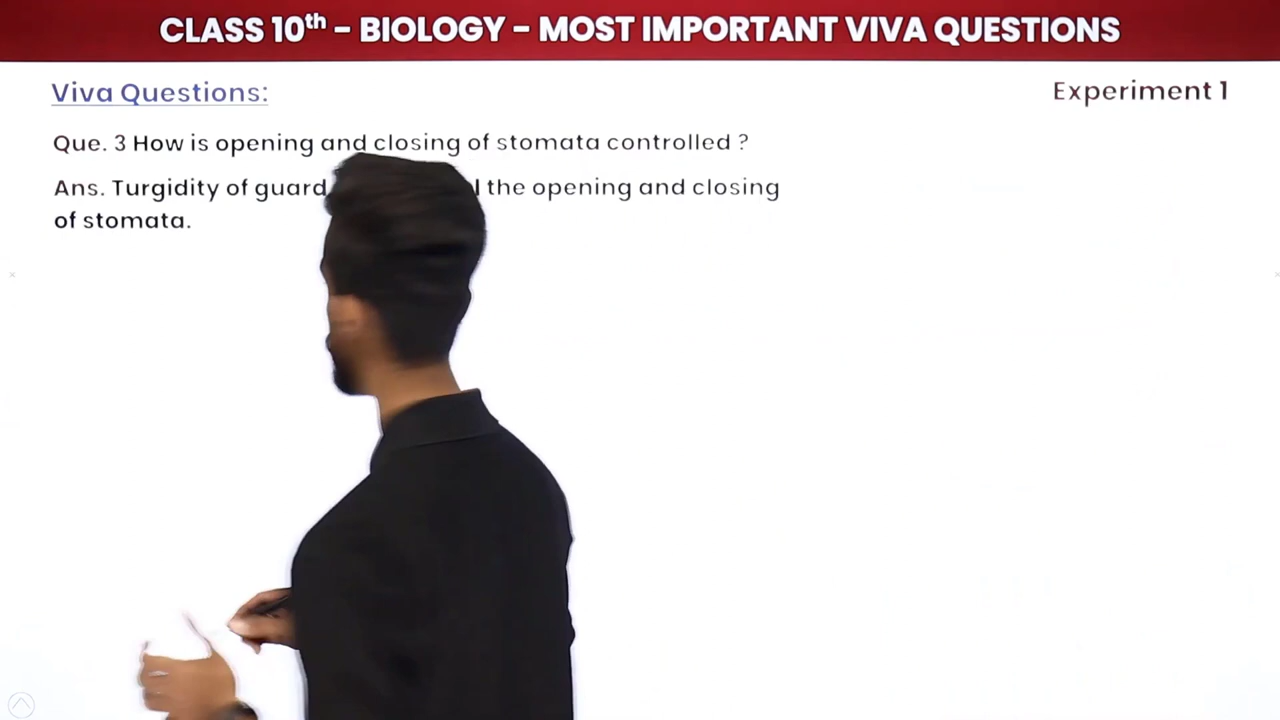 CLASS 10th – BIOLOGY – MOST IMPORTANT VIVA QUESTIONS
Viva Questions:
Experiment 1
Que. 3 How is opening and closing of stomata controlled ?
Ans. Turgidity of guard the opening and closing
of stomata.